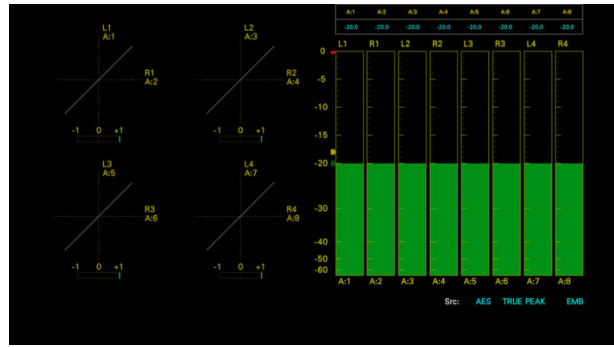 A:1 A:2 A:3 A:4 A:5 A:6 A:7 A:8
-20.0 -20.0 -20.0 -20.0 -20.0 -20.0 -20.0 -20.0
L1 R1 L2 R2 L3 R3 L4 R4
0
-5
-10
-15
-20
-30
-40
-50
-60
A:1 A:2 A:3 A:4 A:5 A:6 A:7 A:8
Src: AES TRUE PEAK EMB
L1
A:1
R1
A:2
-1 0 +1
L2
A:3
R2
A:4
-1 0 +1
L3
A:5
R3
A:6
-1 0 +1
L4
A:7
R4
A:8
-1 0 +1